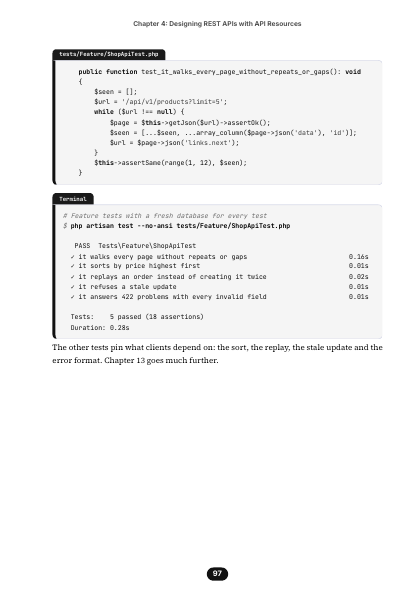 Chapter 4: Designing REST APIs with API Resources
tests/Feature/ShopApiTest.php
public function test_it_walks_every_page_without_repeats_or_gaps(): void
{
$seen = [];
$url = '/api/v1/products?limit=5';
while ($url !== null) {
$page = $this->getJson($url)->assertOk();
$seen = [...$seen, ...array_column($page->json('data'), 'id')];
$url = $page->json('links.next');
}
$this->assertSame(range(1, 12), $seen);
}
Terminal
# Feature tests with a fresh database for every test
$ php artisan test --no-ansi tests/Feature/ShopApiTest.php
PASS Tests\Feature\ShopApiTest
✓ it walks every page without repeats or gaps 0.16s
✓ it sorts by price highest first 0.01s
✓ it replays an order instead of creating it twice 0.02s
✓ it refuses a stale update 0.01s
✓ it answers 422 problems with every invalid field 0.01s
Tests: 5 passed (18 assertions)
Duration: 0.28s
The other tests pin what clients depend on: the sort, the replay, the stale update and the
error format. Chapter 13 goes much further.
97